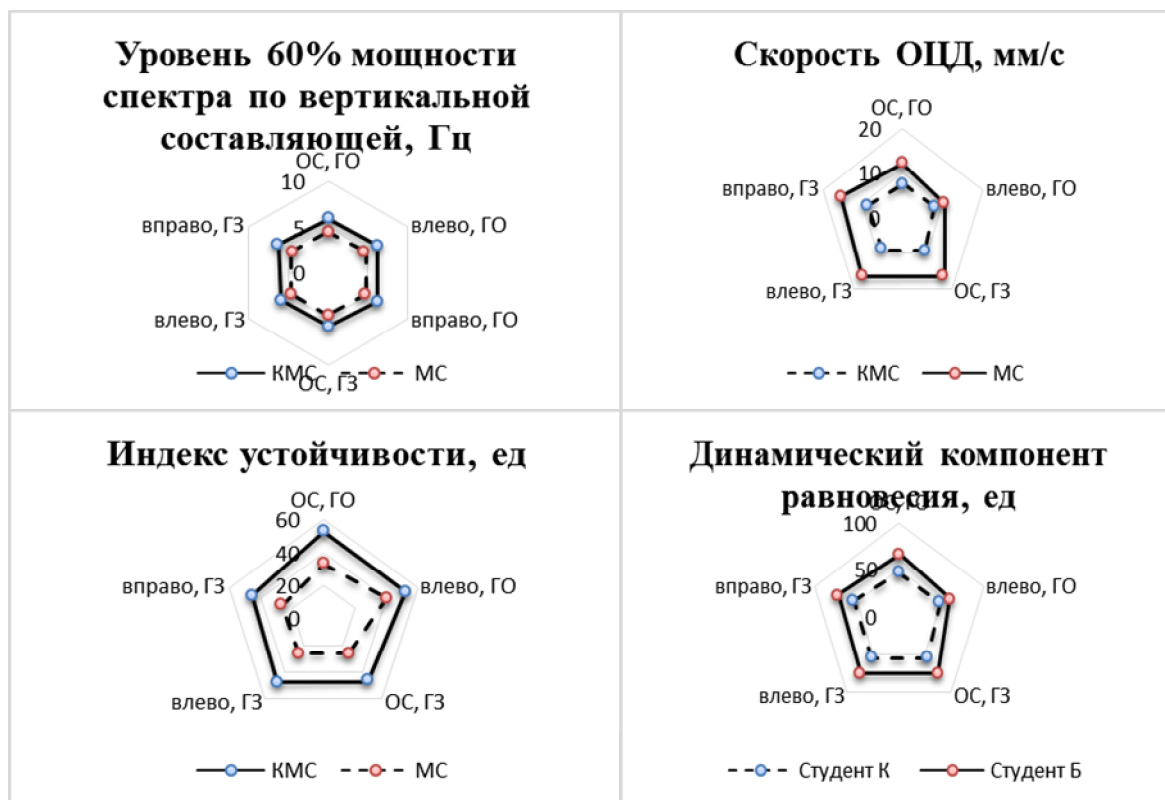 Уровень 60% мощности
спектра по вертикальной
составляющей, Гц
ОС, ГО
10
вправо, ГЗ
5
влево, ГО
0
влево, ГЗ
вправо, ГО
ОС, ГЗ
КМС
МС
Скорость ОЦД, мм/с
ОС, ГО
20
вправо, ГЗ
10
влево, ГО
0
влево, ГЗ
ОС, ГЗ
КМС
МС
Индекс устойчивости, ед
ОС, ГО
60
40
вправо, ГЗ
20
влево, ГО
0
влево, ГЗ
ОС, ГЗ
КМС
МС
Динамический компонент
равновесия, ед
ОС, ГО
100
вправо, ГЗ
50
влево, ГО
0
влево, ГЗ
ОС, ГЗ
Студент К
Студент Б